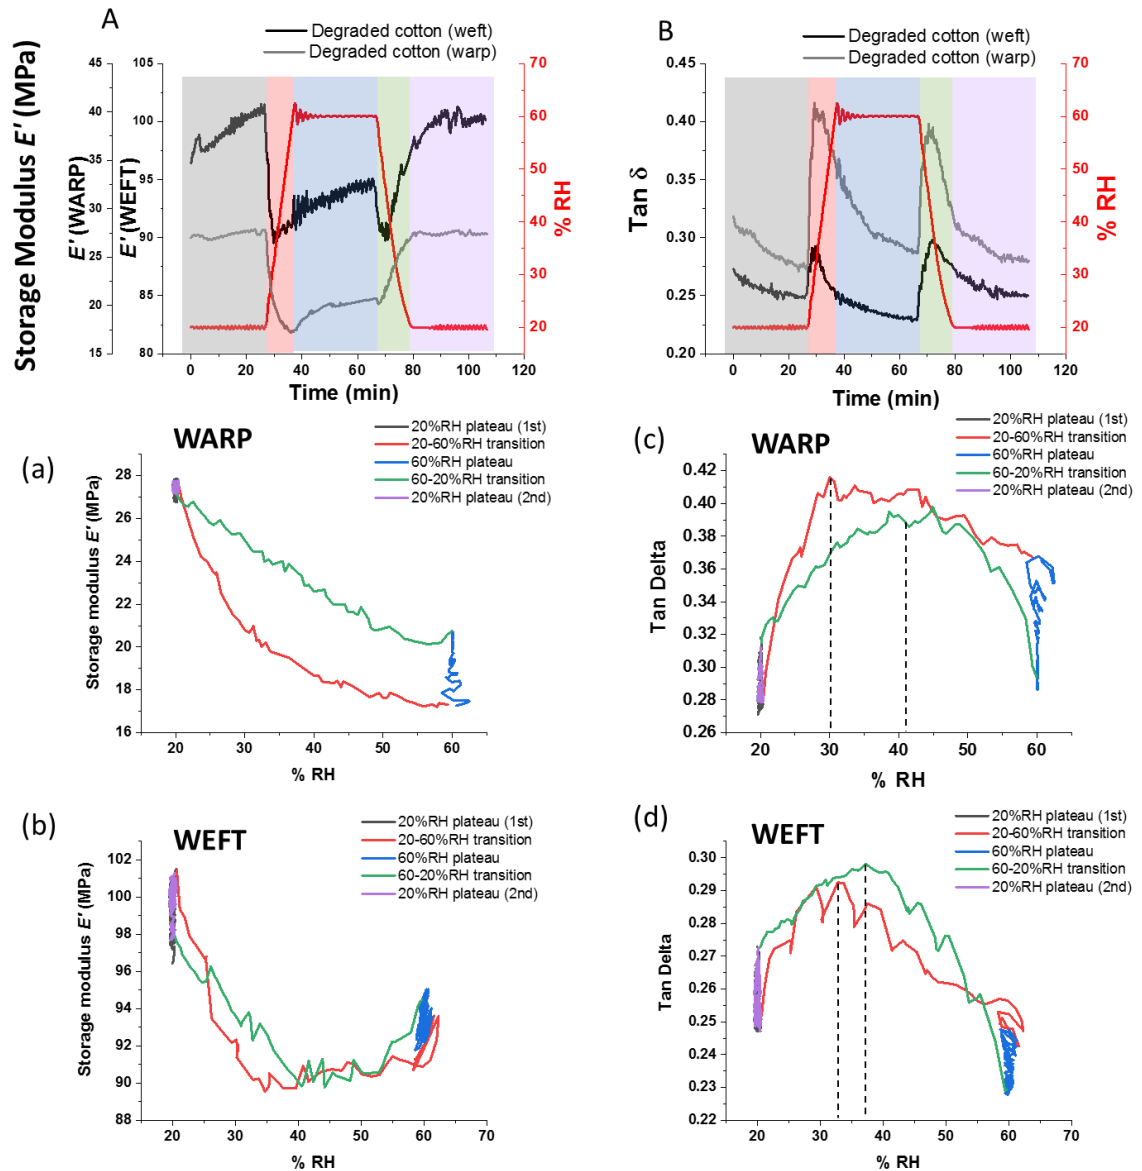 A
Degraded cotton (weft)
Degraded cotton (warp)
Storage Modulus E' (MPa)
E' (WARP)
E' (WEFT)
45
40
35
30
25
20
15
105
100
95
90
85
80
70
60
50
40
30
20
% RH
0 20 40 60 80 100 120
Time (min)
B
Degraded cotton (weft)
Degraded cotton (warp)
Tan δ
0.45
0.40
0.35
0.30
0.25
0.20
70
60
50
40
30
20
% RH
0 20 40 60 80 100 120
Time (min)
(a)
WARP
20%RH plateau (1st)
20-60%RH transition
60%RH plateau
60-20%RH transition
20%RH plateau (2nd)
Storage modulus E' (MPa)
28
26
24
22
20
18
16
20 30 40 50 60
% RH
(c)
WARP
20%RH plateau (1st)
20-60%RH transition
60%RH plateau
60-20%RH transition
20%RH plateau (2nd)
Tan Delta
0.42
0.40
0.38
0.36
0.34
0.32
0.30
0.28
0.26
20 30 40 50 60
% RH
(b)
WEFT
20%RH plateau (1st)
20-60%RH transition
60%RH plateau
60-20%RH transition
20%RH plateau (2nd)
Storage modulus E' (MPa)
102
100
98
96
94
92
90
88
20 30 40 50 60 70
% RH
(d)
WEFT
20%RH plateau (1st)
20-60%RH transition
60%RH plateau
60-20%RH transition
20%RH plateau (2nd)
Tan Delta
0.30
0.29
0.28
0.27
0.26
0.25
0.24
0.23
0.22
20 30 40 50 60 70
% RH